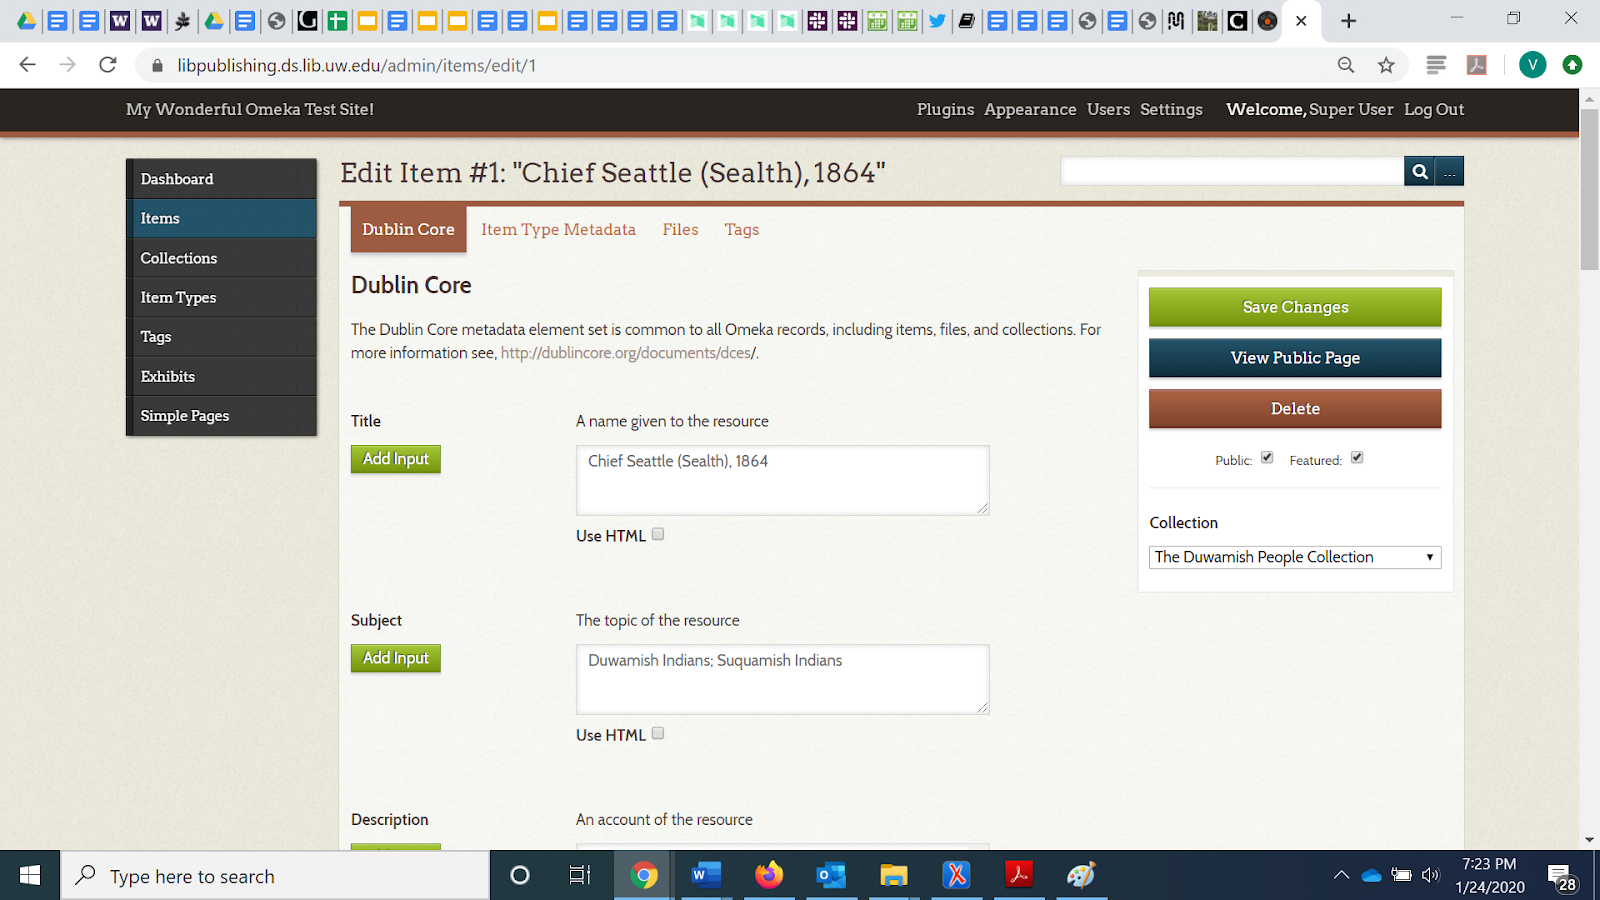 libpublishing.ds.lib.uw.edu/admin/items/edit/1
V
My Wonderful Omeka Test Site!
Plugins Appearance Users Settings Welcome, Super User Log Out
Dashboard
Items
Collections
Item Types
Tags
Exhibits
Simple Pages
Edit Item #1: "Chief Seattle (Sealth), 1864"
...
Dublin Core Item Type Metadata Files Tags
Dublin Core
The Dublin Core metadata element set is common to all Omeka records, including items, files, and collections. For
more information see, http://dublincore.org/documents/dces/.
Title
A name given to the resource
Add Input
Chief Seattle (Sealth), 1864
Use HTML
Subject
The topic of the resource
Add Input
Duwamish Indians; Suquamish Indians
Use HTML
Description
An account of the resource
Save Changes
View Public Page
Delete
Public: Featured:
Collection
The Duwamish People Collection
Type here to search
7:23 PM
1/24/2020
28